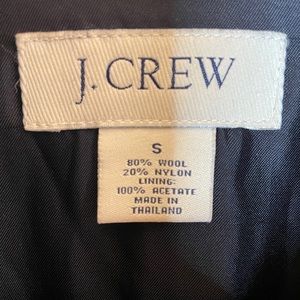 J.CREW
S
80% WOOL
20% NYLON
LINING:
100% ACETATE
MADE IN
THAILAND